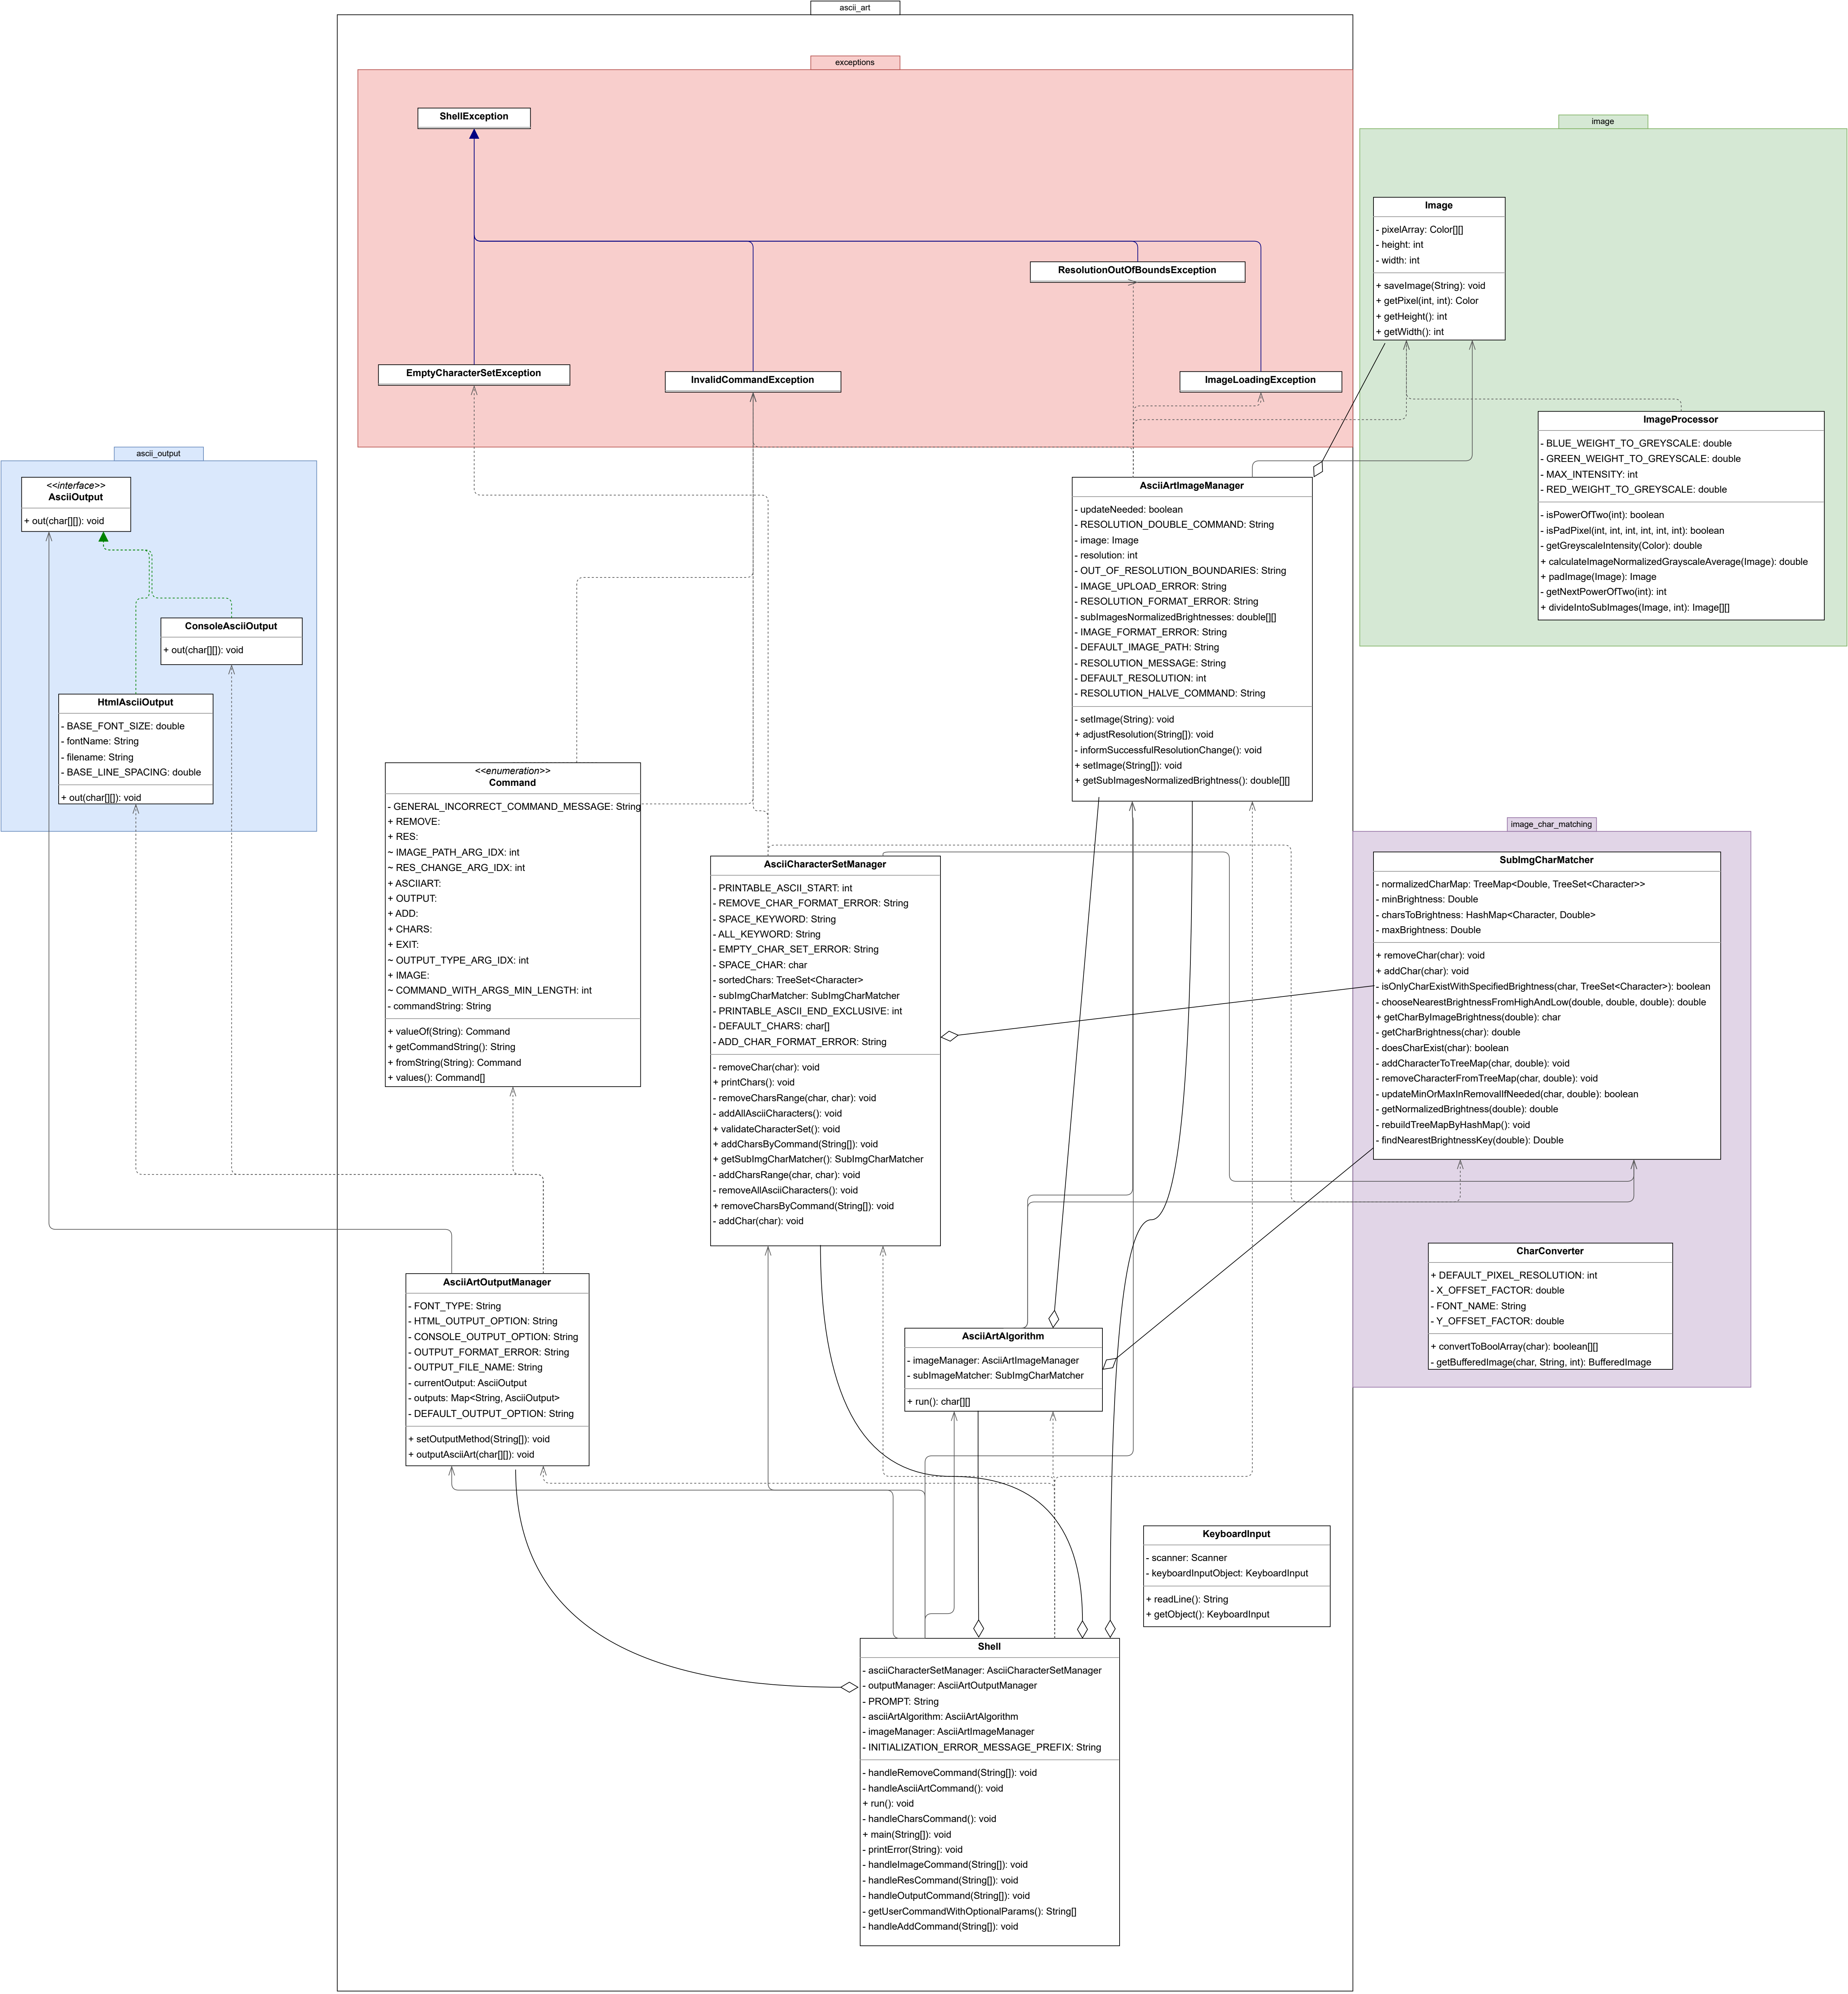 ascii_art
exceptions
ShellException
ResolutionOutOfBoundsException
EmptyCharacterSetException
InvalidCommandException
ImageLoadingException
image
Image
- pixelArray: Color[][]
- height: int
- width: int
+ saveImage(String): void
+ getPixel(int, int): Color
+ getHeight(): int
+ getWidth(): int
ImageProcessor
- BLUE_WEIGHT_TO_GREYSCALE: double
- GREEN_WEIGHT_TO_GREYSCALE: double
- MAX_INTENSITY: int
- RED_WEIGHT_TO_GREYSCALE: double
- isPowerOfTwo(int): boolean
- isPadPixel(int, int, int, int, int, int): boolean
- getGreyscaleIntensity(Color): double
+ calculateImageNormalizedGrayscaleAverage(Image): double
+ padImage(Image): Image
- getNextPowerOfTwo(int): int
+ divideIntoSubImages(Image, int): Image[][]
ascii_output
<<interface>>
AsciiOutput
+ out(char[][]): void
ConsoleAsciiOutput
+ out(char[][]): void
HtmlAsciiOutput
- BASE_FONT_SIZE: double
- fontName: String
- filename: String
- BASE_LINE_SPACING: double
+ out(char[][]): void
AsciiArtImageManager
- updateNeeded: boolean
- RESOLUTION_DOUBLE_COMMAND: String
- image: Image
- resolution: int
- OUT_OF_RESOLUTION_BOUNDARIES: String
- IMAGE_UPLOAD_ERROR: String
- RESOLUTION_FORMAT_ERROR: String
- subImagesNormalizedBrightnesses: double[][]
- IMAGE_FORMAT_ERROR: String
- DEFAULT_IMAGE_PATH: String
- RESOLUTION_MESSAGE: String
- DEFAULT_RESOLUTION: int
- RESOLUTION_HALVE_COMMAND: String
- setImage(String): void
+ adjustResolution(String[]): void
- informSuccessfulResolutionChange(): void
+ setImage(String[]): void
+ getSubImagesNormalizedBrightness(): double[][]
<<enumeration>>
Command
- GENERAL_INCORRECT_COMMAND_MESSAGE: String
+ REMOVE:
+ RES:
~ IMAGE_PATH_ARG_IDX: int
~ RES_CHANGE_ARG_IDX: int
+ ASCIIART:
+ OUTPUT:
+ ADD:
+ CHARS:
+ EXIT:
~ OUTPUT_TYPE_ARG_IDX: int
+ IMAGE:
~ COMMAND_WITH_ARGS_MIN_LENGTH: int
- commandString: String
+ valueOf(String): Command
+ getCommandString(): String
+ fromString(String): Command
+ values(): Command[]
AsciiCharacterSetManager
- PRINTABLE_ASCII_START: int
- REMOVE_CHAR_FORMAT_ERROR: String
- SPACE_KEYWORD: String
- ALL_KEYWORD: String
- EMPTY_CHAR_SET_ERROR: String
- SPACE_CHAR: char
- sortedChars: TreeSet<Character>
- subImgCharMatcher: SubImgCharMatcher
- PRINTABLE_ASCII_END_EXCLUSIVE: int
- DEFAULT_CHARS: char[]
- ADD_CHAR_FORMAT_ERROR: String
- removeChar(char): void
+ printChars(): void
- removeCharsRange(char, char): void
- addAllAsciiCharacters(): void
+ validateCharacterSet(): void
+ addCharsByCommand(String[]): void
+ getSubImgCharMatcher(): SubImgCharMatcher
- addCharsRange(char, char): void
- removeAllAsciiCharacters(): void
+ removeCharsByCommand(String[]): void
- addChar(char): void
image_char_matching
SubImgCharMatcher
- normalizedCharMap: TreeMap<Double, TreeSet<Character>>
- minBrightness: Double
- charsToBrightness: HashMap<Character, Double>
- maxBrightness: Double
+ removeChar(char): void
+ addChar(char): void
- isOnlyCharExistWithSpecifiedBrightness(char, TreeSet<Character>): boolean
- chooseNearestBrightnessFromHighAndLow(double, double, double): double
+ getCharByImageBrightness(double): char
- getCharBrightness(char): double
- doesCharExist(char): boolean
- addCharacterToTreeMap(char, double): void
- removeCharacterFromTreeMap(char, double): void
- updateMinOrMaxInRemovalIfNeeded(char, double): boolean
- getNormalizedBrightness(double): double
- rebuildTreeMapByHashMap(): void
- findNearestBrightnessKey(double): Double
CharConverter
+ DEFAULT_PIXEL_RESOLUTION: int
- X_OFFSET_FACTOR: double
- FONT_NAME: String
- Y_OFFSET_FACTOR: double
+ convertToBoolArray(char): boolean[][]
- getBufferedImage(char, String, int): BufferedImage
AsciiArtOutputManager
- FONT_TYPE: String
- HTML_OUTPUT_OPTION: String
- CONSOLE_OUTPUT_OPTION: String
- OUTPUT_FORMAT_ERROR: String
- OUTPUT_FILE_NAME: String
- currentOutput: AsciiOutput
- outputs: Map<String, AsciiOutput>
- DEFAULT_OUTPUT_OPTION: String
+ setOutputMethod(String[]): void
+ outputAsciiArt(char[][]): void
AsciiArtAlgorithm
- imageManager: AsciiArtImageManager
- subImageMatcher: SubImgCharMatcher
+ run(): char[][]
KeyboardInput
- scanner: Scanner
- keyboardInputObject: KeyboardInput
+ readLine(): String
+ getObject(): KeyboardInput
Shell
- asciiCharacterSetManager: AsciiCharacterSetManager
- outputManager: AsciiArtOutputManager
- PROMPT: String
- asciiArtAlgorithm: AsciiArtAlgorithm
- imageManager: AsciiArtImageManager
- INITIALIZATION_ERROR_MESSAGE_PREFIX: String
- handleRemoveCommand(String[]): void
- handleAsciiArtCommand(): void
+ run(): void
- handleCharsCommand(): void
+ main(String[]): void
- printError(String): void
- handleImageCommand(String[]): void
- handleResCommand(String[]): void
- handleOutputCommand(String[]): void
- getUserCommandWithOptionalParams(): String[]
- handleAddCommand(String[]): void